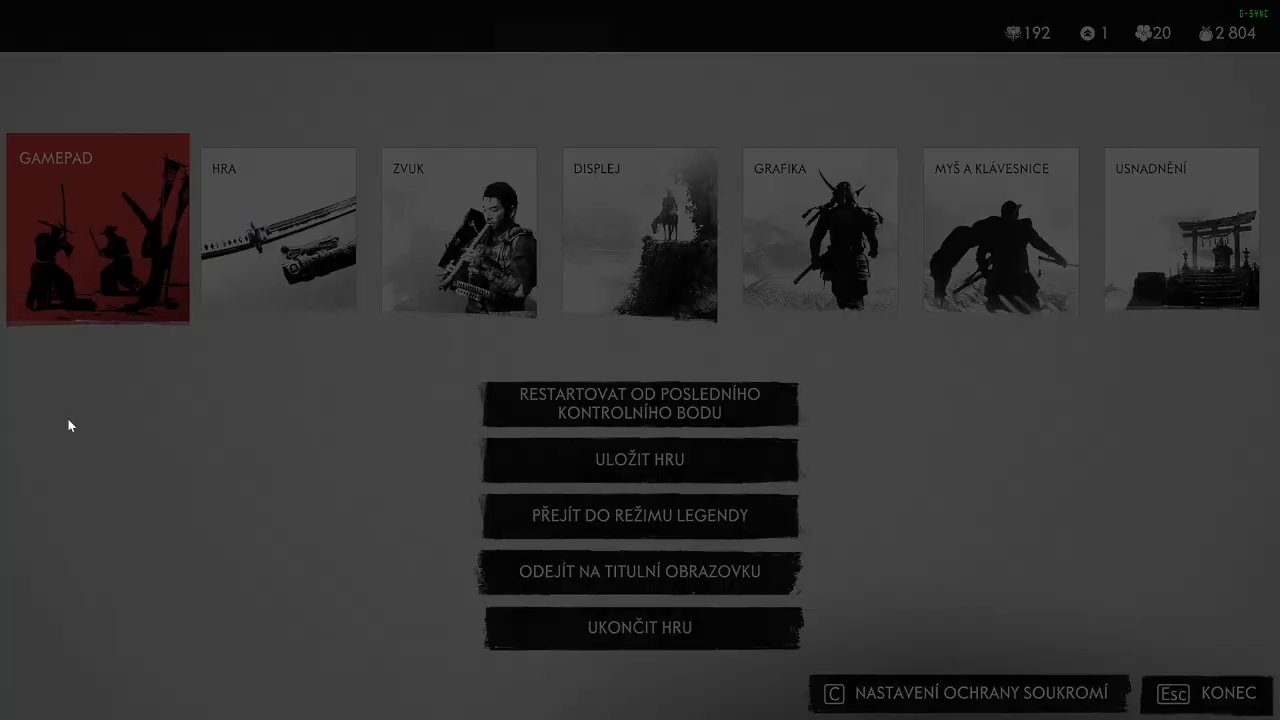 G-SYNC
192 1 20 2 804
GAMEPAD
HRA
ZVUK
DISPLEJ
GRAFIKA
MYŠ A KLÁVESNICE
USNADNĚNÍ
RESTARTOVAT OD POSLEDNÍHO
KONTROLNÍHO BODU
ULOŽIT HRU
PŘEJÍT DO REŽIMU LEGENDY
ODEJÍT NA TITULNÍ OBRAZOVKU
UKONČIT HRU
C NASTAVENÍ OCHRANY SOUKROMÍ
Esc KONEC